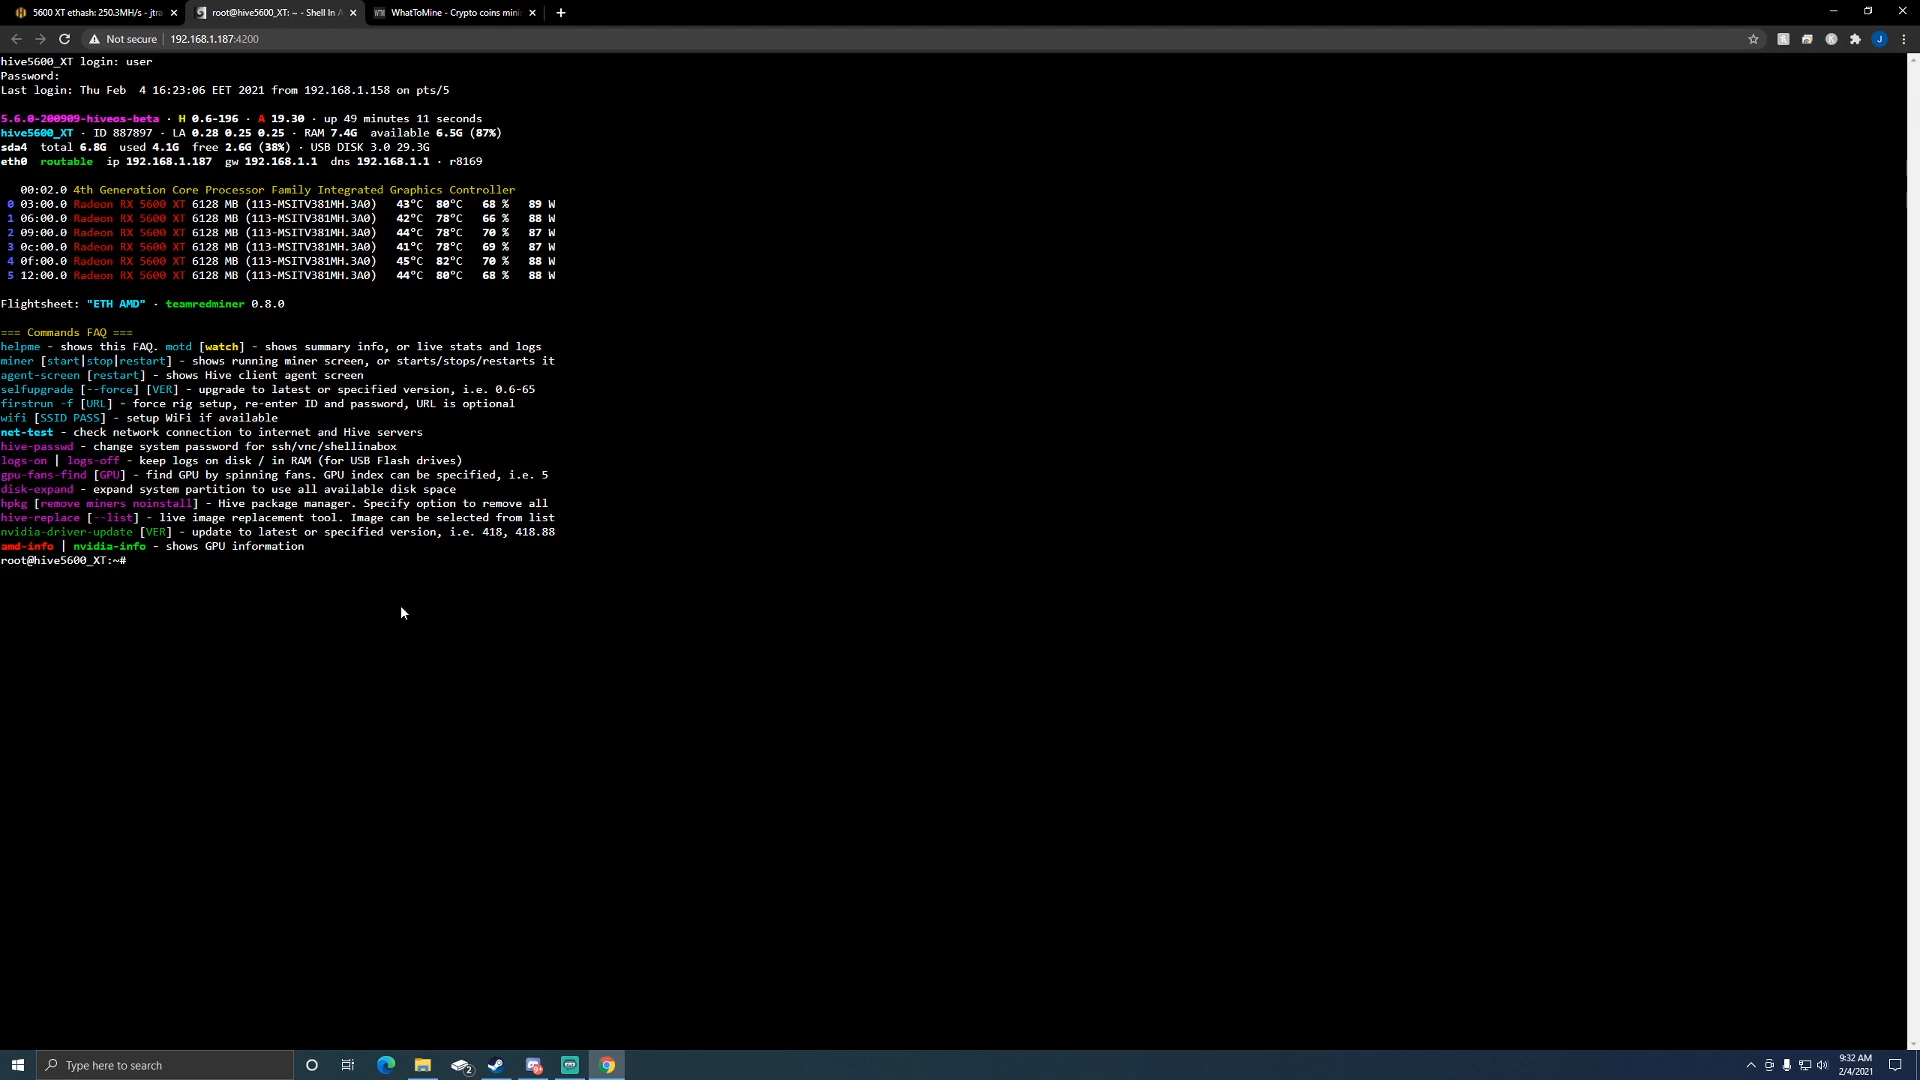 5600 XT ethash: 250.3MH/s - jtra
root@hive5600_XT: ~ - Shell In A
WhatToMine - Crypto coins mini
Not secure 192.168.1.187:4200
hive5600_XT login: user
Password:
Last login: Thu Feb  4 16:23:06 EET 2021 from 192.168.1.158 on pts/5
5.6.0-200909-hiveos-beta · H 0.6-196 · A 19.30 · up 49 minutes 11 seconds
hive5600_XT · ID 887897 · LA 0.28 0.25 0.25 · RAM 7.4G  available 6.5G (87%)
sda4  total 6.8G  used 4.1G  free 2.6G (38%) · USB DISK 3.0 29.3G
eth0  routable  ip 192.168.1.187  gw 192.168.1.1  dns 192.168.1.1 · r8169
00:02.0 4th Generation Core Processor Family Integrated Graphics Controller
0 03:00.0 Radeon RX 5600 XT 6128 MB (113-MSITV381MH.3A0)   43°C  80°C   68 %   89 W
1 06:00.0 Radeon RX 5600 XT 6128 MB (113-MSITV381MH.3A0)   42°C  78°C   66 %   88 W
2 09:00.0 Radeon RX 5600 XT 6128 MB (113-MSITV381MH.3A0)   44°C  78°C   70 %   87 W
3 0c:00.0 Radeon RX 5600 XT 6128 MB (113-MSITV381MH.3A0)   41°C  78°C   69 %   87 W
4 0f:00.0 Radeon RX 5600 XT 6128 MB (113-MSITV381MH.3A0)   45°C  82°C   70 %   88 W
5 12:00.0 Radeon RX 5600 XT 6128 MB (113-MSITV381MH.3A0)   44°C  80°C   68 %   88 W
Flightsheet: "ETH AMD" · teamredminer 0.8.0
=== Commands FAQ ===
helpme - shows this FAQ. motd [watch] - shows summary info, or live stats and logs
miner [start|stop|restart] - shows running miner screen, or starts/stops/restarts it
agent-screen [restart] - shows Hive client agent screen
selfupgrade [--force] [VER] - upgrade to latest or specified version, i.e. 0.6-65
firstrun -f [URL] - force rig setup, re-enter ID and password, URL is optional
wifi [SSID PASS] - setup WiFi if available
net-test - check network connection to internet and Hive servers
hive-passwd - change system password for ssh/vnc/shellinabox
logs-on | logs-off - keep logs on disk / in RAM (for USB Flash drives)
gpu-fans-find [GPU] - find GPU by spinning fans. GPU index can be specified, i.e. 5
disk-expand - expand system partition to use all available disk space
hpkg [remove miners noinstall] - Hive package manager. Specify option to remove all
hive-replace [--list] - live image replacement tool. Image can be selected from list
nvidia-driver-update [VER] - update to latest or specified version, i.e. 418, 418.88
amd-info | nvidia-info - shows GPU information
root@hive5600_XT:~#
Type here to search
2
9+
9:32 AM
2/4/2021